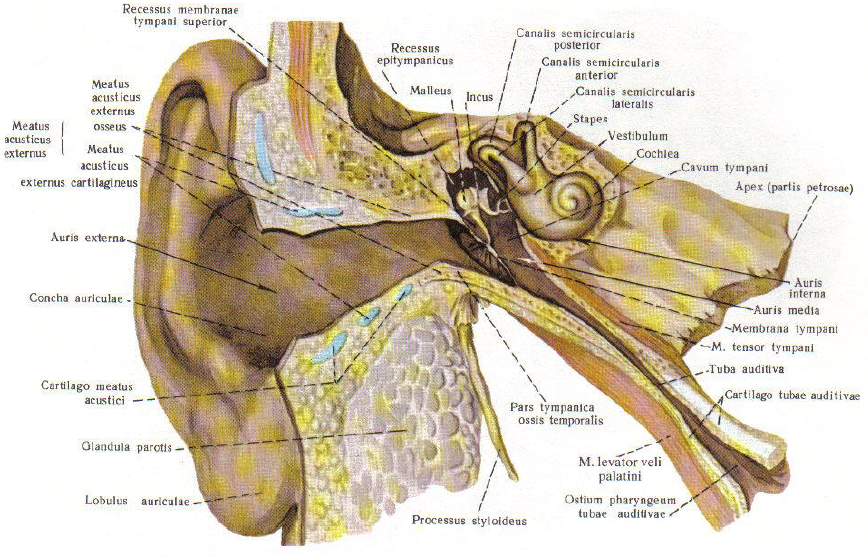 Recessus membranae
tympani superior
Recessus
epitympanicus
Malleus
Incus
Canalis semicircularis
posterior
Canalis semicircularis
anterior
Canalis semicircularis
lateralis
Stapes
Vestibulum
Cochlea
Cavum tympani
Apex (partis petrosae)
Meatus
acusticus
externus
Meatus
acusticus
externus
osseus
Meatus
acusticus
externus cartilagineus
Auris externa
Concha auriculae
Cartilago meatus
acustici
Glandula parotis
Lobulus auriculae
Auris
interna
Auris media
Membrana tympani
M. tensor tympani
Tuba auditiva
Cartilago tubae auditivae
Pars tympanica
ossis temporalis
M. levator veli
palatini
Ostium pharyngeum
tubae auditivae
Processus styloideus